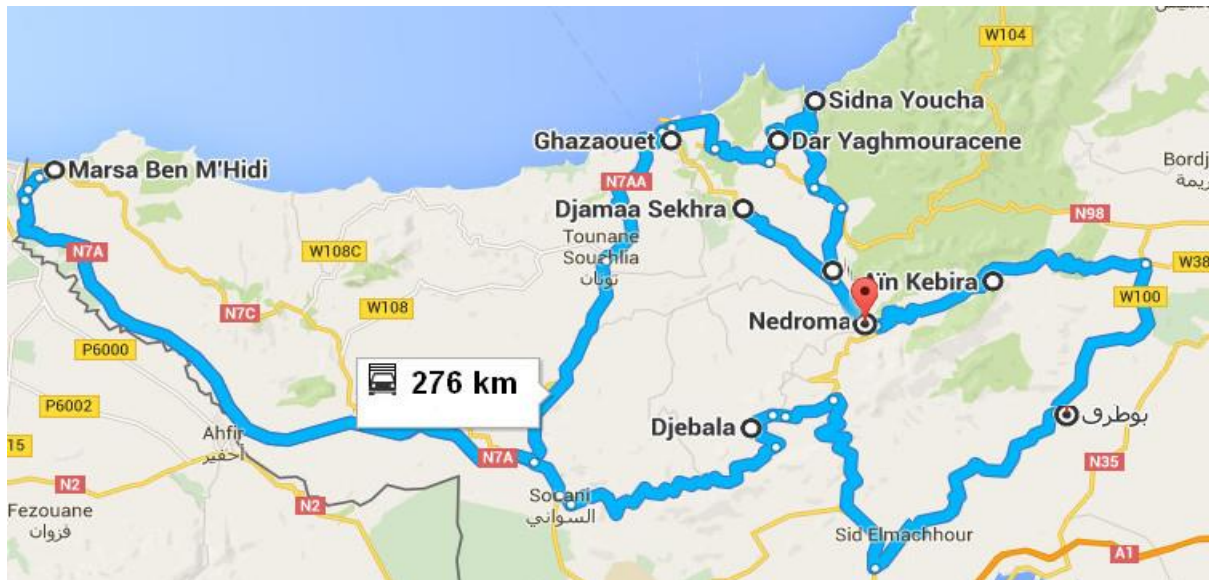 W104
Sidna Youcha
Ghazaouet
Dar Yaghmouracene
Marsa Ben M'Hidi
Bordj
N7AA
Djamaa Sekhra
N98
Tounane
Souahlia
تونان
N7A
W108C
W38
Aïn Kebira
W100
N7C
W108
Nedroma
P6000
276 km
P6002
بوطرق
Djebala
Ahfir
أحفير
15
N7A
N35
N2
Souani
السواني
N2
Fezouane
فزوان
Sid Elmachhour
A1